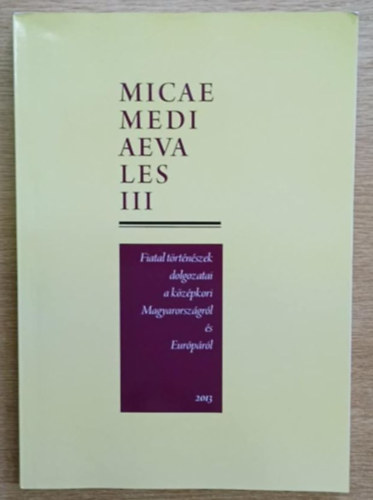 MICAE
MEDI
AEVA
LES
III
Fiatal történészek
dolgozatai
a középkori
Magyarországról
és
Európáról
2013